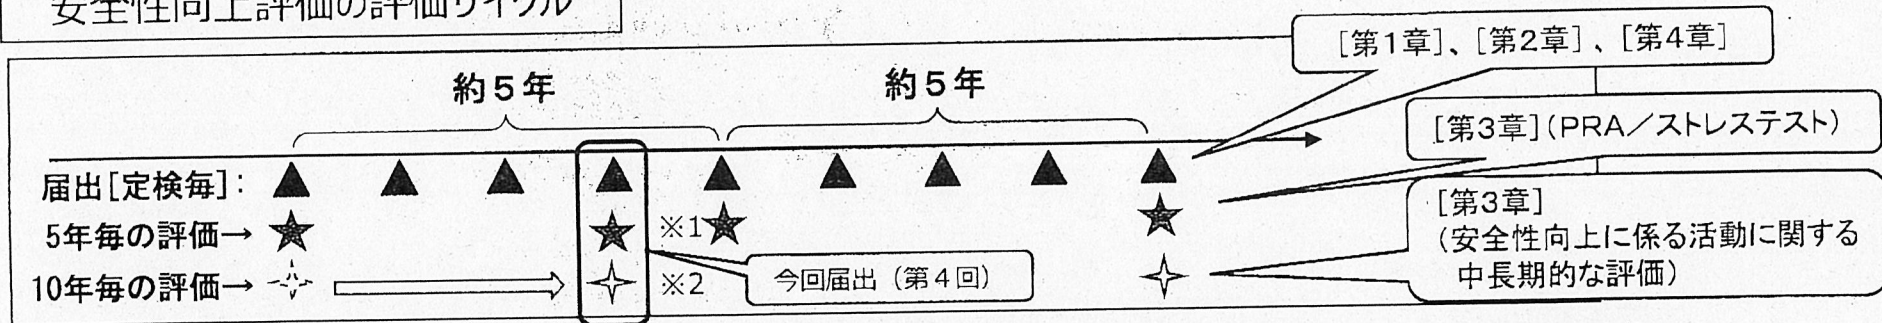 安全性向上評価の評価サイクル
[第1章]、[第2章]、[第4章]
約5年
約5年
[第3章](PRA/ストレステスト)
届出[定検毎]: ▲ ▲ ▲ ▲ ▲ ▲ ▲ ▲ ▲
5年毎の評価→ ★ ★ ※1★ ★
10年毎の評価→ ※2
今回届出(第4回)
[第3章]
(安全性向上に係る活動に関する
中長期的な評価)